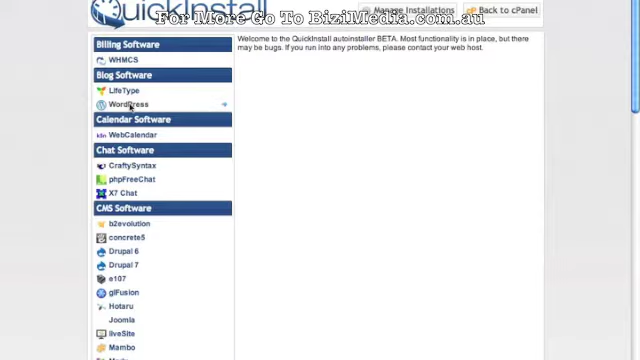 QuickInstall
For More Go To BiziMedia.com.au
Manage Installations
Back to cPanel
Billing Software
WHMCS
Blog Software
LifeType
WordPress
Calendar Software
WebCalendar
Chat Software
CraftySyntax
phpFreeChat
X7 Chat
CMS Software
b2evolution
concrete5
Drupal 6
Drupal 7
e107
glFusion
Hotaru
Joomla
liveSite
Mambo
Welcome to the QuickInstall autoinstaller BETA. Most functionality is in place, but there
may be bugs. If you run into any problems, please contact your web host.